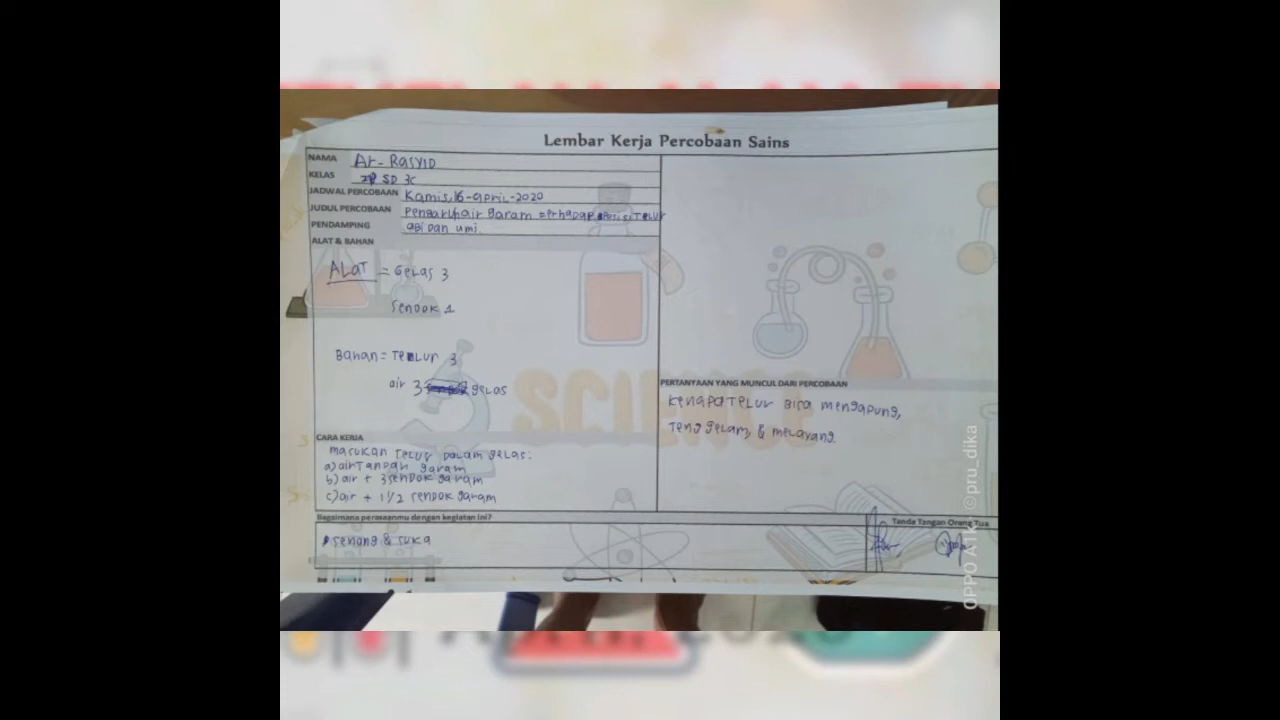 Lembar Kerja Percobaan Sains
NAMA Ar-Rasyid
KELAS SD 3C
JADWAL PERCOBAAN Kamis, 16-april-2020
JUDUL PERCOBAAN Pengaruh air garam Telur
PENDAMPING abi Dan umi
ALAT & BAHAN
ALAT = Gelas 3
Sendok 1
Bahan = Telur 3
air 3 gelas
CARA KERJA
masukan Telur Dalam gelas:
a) air Tanpah garam
b) air + 3 sendok garam
c) air + 1 1/2 sendok garam
PERTANYAAN YANG MUNCUL DARI PERCOBAAN
Kenapa Telur Bisa mengapung,
Tenggelam & melayang
SCIENCE
Bagaimana perasaanmu dengan kegiatan ini?
senang & suka
Tanda Tangan Orang Tua
OPPO A1K ©pru_dika